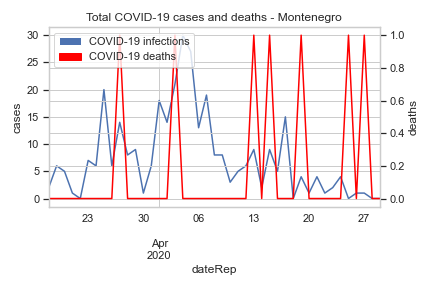 Total COVID-19 cases and deaths - Montenegro
COVID-19 infections
COVID-19 deaths
cases
30
25
20
15
10
5
0
deaths
1.0
0.8
0.6
0.4
0.2
0.0
23 30 06 13 20 27
Apr
2020
dateRep